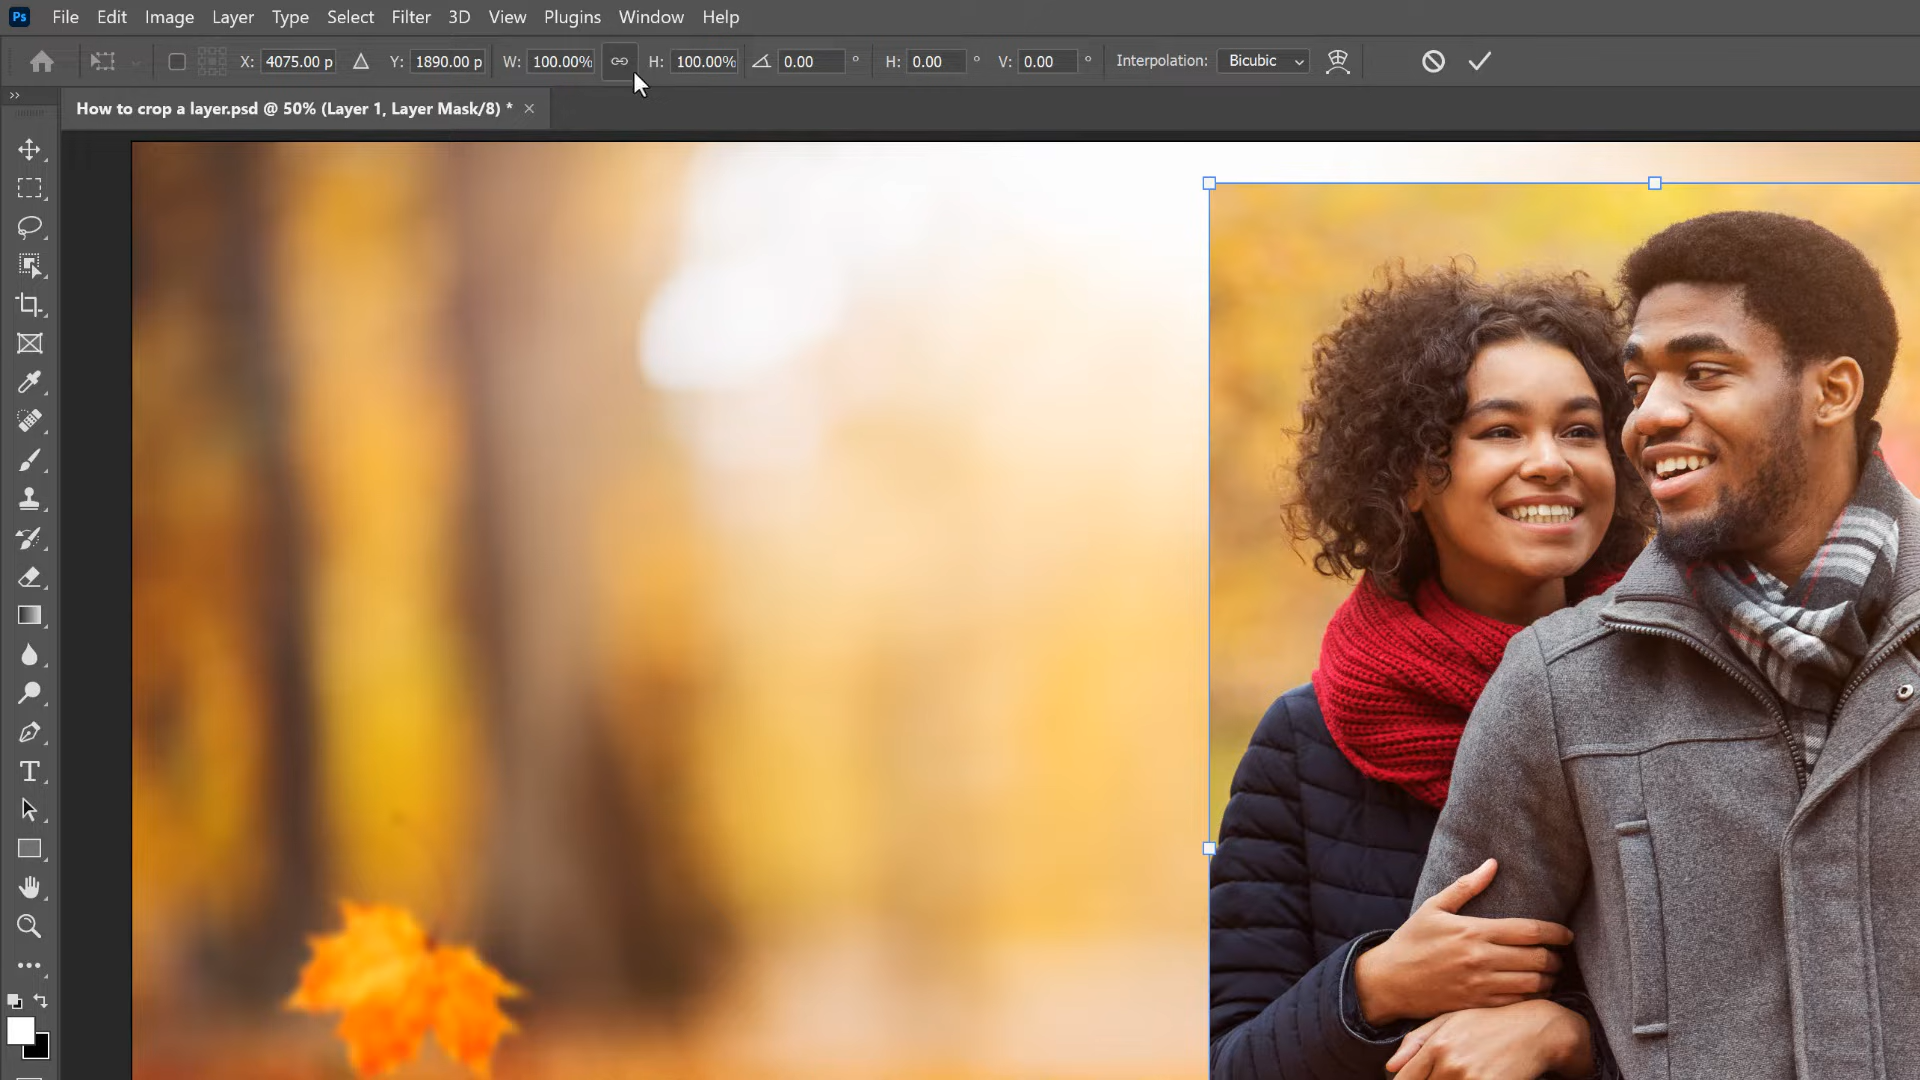 Ps File Edit Image Layer Type Select Filter 3D View Plugins Window Help
X: 4075.00 p Y: 1890.00 p W: 100.00% H: 100.00% 0.00 ° H: 0.00 ° V: 0.00 ° Interpolation: Bicubic
How to crop a layer.psd @ 50% (Layer 1, Layer Mask/8) * ×